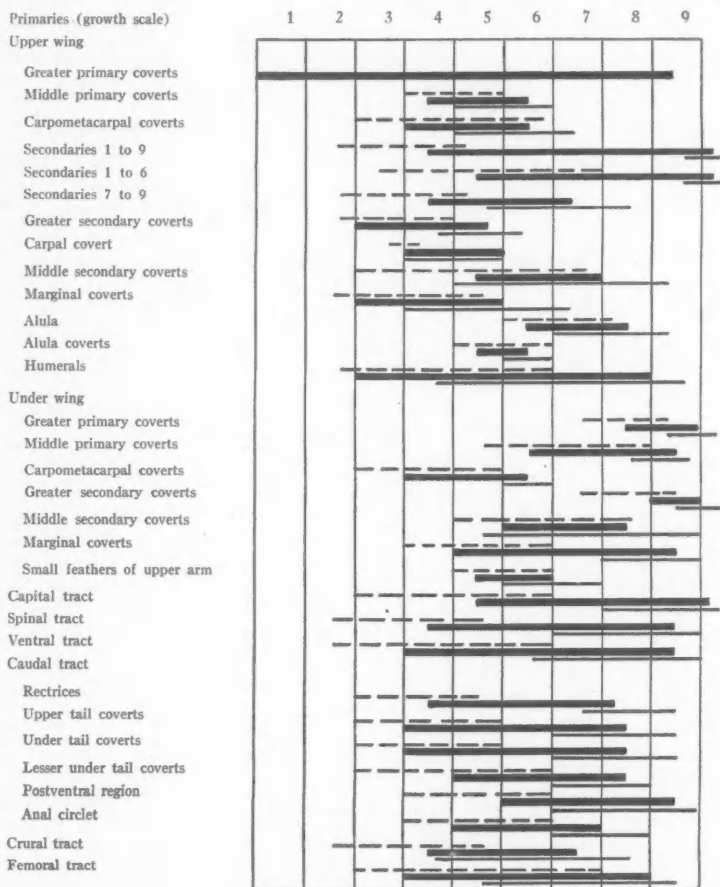 Primaries (growth scale) 1 2 3 4 5 6 7 8 9
Upper wing
Greater primary coverts
Middle primary coverts
Carpometacarpal coverts
Secondaries 1 to 9
Secondaries 1 to 6
Secondaries 7 to 9
Greater secondary coverts
Carpal covert
Middle secondary coverts
Marginal coverts
Alula
Alula coverts
Humerals
Under wing
Greater primary coverts
Middle primary coverts
Carpometacarpal coverts
Greater secondary coverts
Middle secondary coverts
Marginal coverts
Small feathers of upper arm
Capital tract
Spinal tract
Ventral tract
Caudal tract
Rectrices
Upper tail coverts
Under tail coverts
Lesser under tail coverts
Postventral region
Anal circlet
Crural tract
Femoral tract